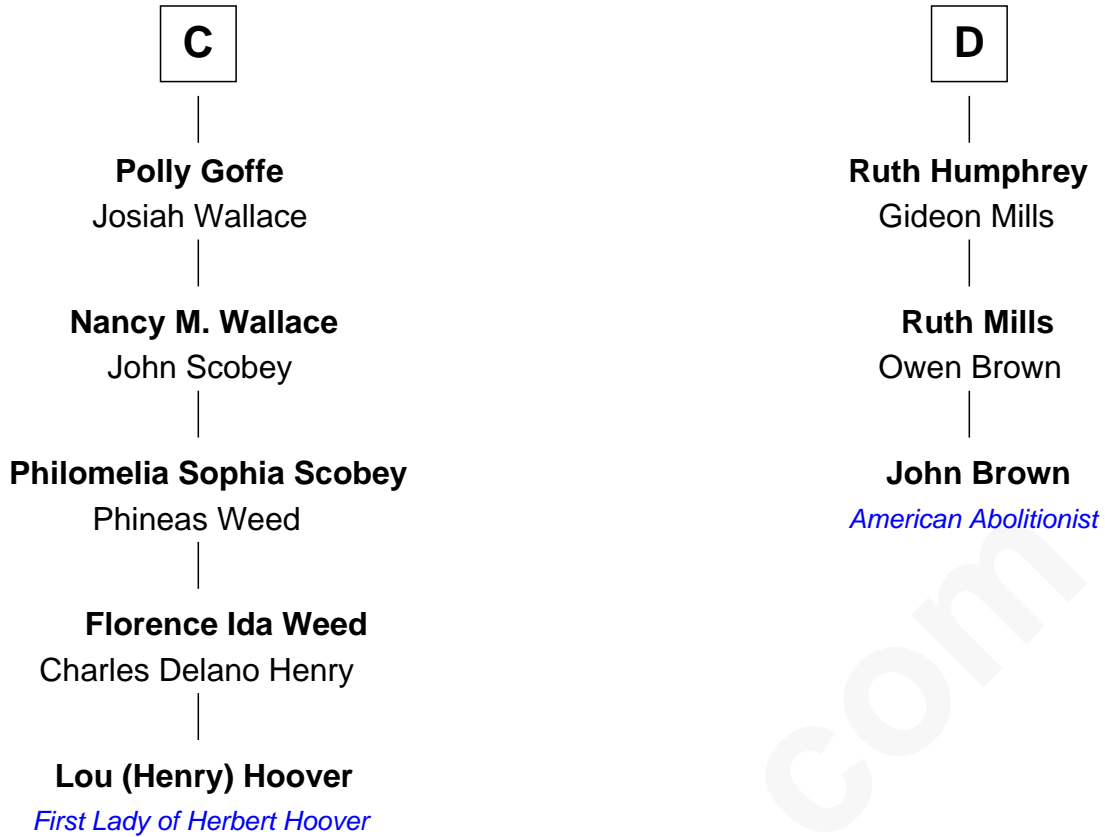 C
Polly Goffe
Josiah Wallace
Nancy M. Wallace
John Scobey
Philomelia Sophia Scobey
Phineas Weed
Florence Ida Weed
Charles Delano Henry
Lou (Henry) Hoover
First Lady of Herbert Hoover
D
Ruth Humphrey
Gideon Mills
Ruth Mills
Owen Brown
John Brown
American Abolitionist
com